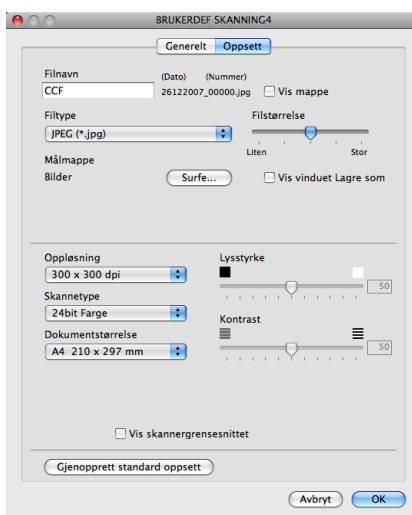 BRUKERDEF SKANNING4
Generelt Oppsett
Filnavn (Dato) (Nummer)
CCF 26122007_00000.jpg Vis mappe
Filtype Filstørrelse
JPEG (*.jpg)
Liten Stor
Målmappe
Bilder Surfe... Vis vinduet Lagre som
Oppløsning Lysstyrke
300 x 300 dpi
50
Skannetype
24bit Farge Kontrast
Dokumentstørrelse
A4 210 x 297 mm 50
Vis skannergrensesnittet
Gjenopprett standard oppsett
Avbryt OK